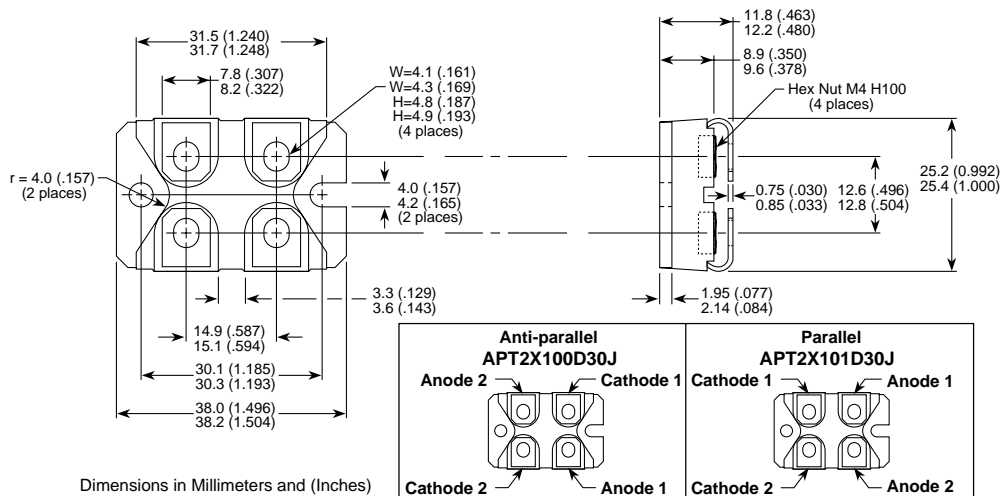 31.5 (1.240)
31.7 (1.248)
7.8 (.307)
8.2 (.322)
W=4.1 (.161)
W=4.3 (.169)
H=4.8 (.187)
H=4.9 (.193)
(4 places)
r = 4.0 (.157)
(2 places)
4.0 (.157)
4.2 (.165)
(2 places)
3.3 (.129)
3.6 (.143)
14.9 (.587)
15.1 (.594)
30.1 (1.185)
30.3 (1.193)
38.0 (1.496)
38.2 (1.504)
Dimensions in Millimeters and (Inches)
11.8 (.463)
12.2 (.480)
8.9 (.350)
9.6 (.378)
Hex Nut M4 H100
(4 places)
0.75 (.030)
0.85 (.033)
12.6 (.496)
12.8 (.504)
25.2 (0.992)
25.4 (1.000)
1.95 (.077)
2.14 (.084)
Anti-parallel
APT2X100D30J
Anode 2
Cathode 1
Cathode 2
Anode 1
Parallel
APT2X101D30J
Cathode 1
Anode 1
Cathode 2
Anode 2